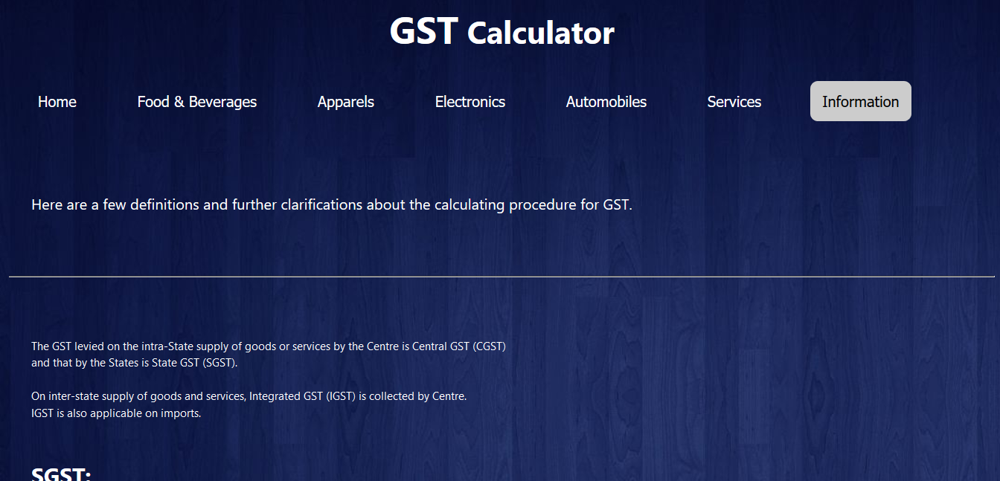 GST Calculator
Home Food & Beverages Apparels Electronics Automobiles Services Information
Here are a few definitions and further clarifications about the calculating procedure for GST.
The GST levied on the intra-State supply of goods or services by the Centre is Central GST (CGST)
and that by the States is State GST (SGST).
On inter-state supply of goods and services, Integrated GST (IGST) is collected by Centre.
IGST is also applicable on imports.
SGST: